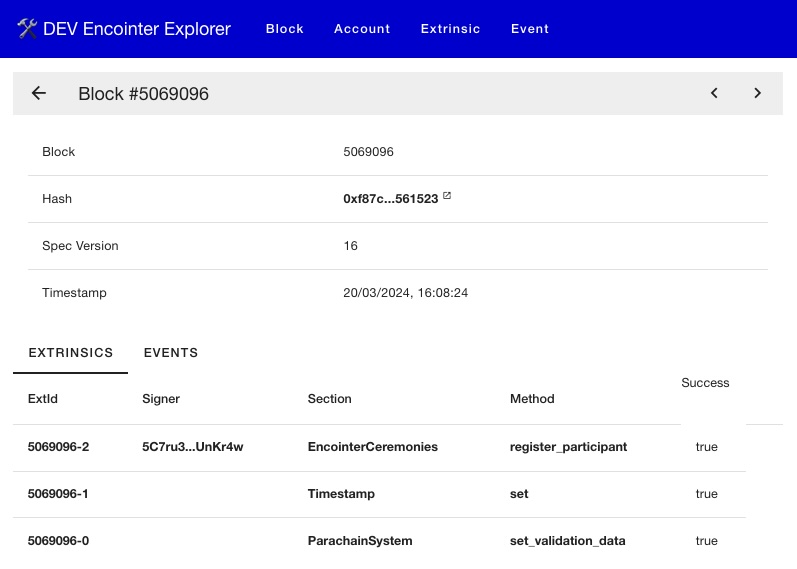 DEV Encointer Explorer Block Account Extrinsic Event
Block #5069096
Block 5069096
Hash 0xf87c...561523
Spec Version 16
Timestamp 20/03/2024, 16:08:24
EXTRINSICS EVENTS
ExtId Signer Section Method Success
5069096-2 5C7ru3...UnKr4w EncointerCeremonies register_participant true
5069096-1 Timestamp set true
5069096-0 ParachainSystem set_validation_data true